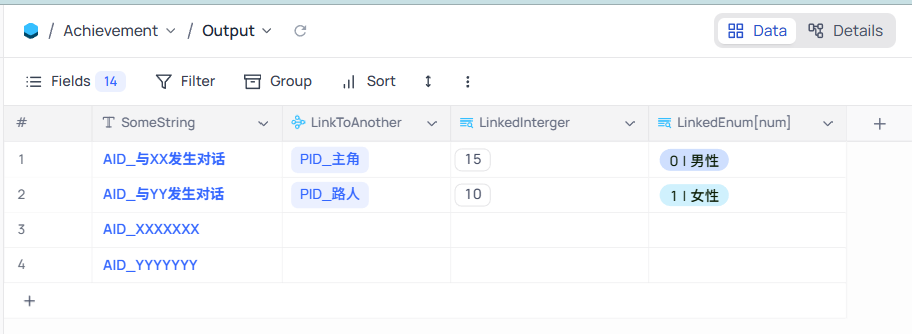 / Achievement / Output
Data Details
Fields 14 Filter Group Sort
# SomeString LinkToAnother LinkedInterger LinkedEnum[num]
1 AID_与XX发生对话 PID_主角 15 0 | 男性
2 AID_与YY发生对话 PID_路人 10 1 | 女性
3 AID_XXXXXXX
4 AID_YYYYYYY
+